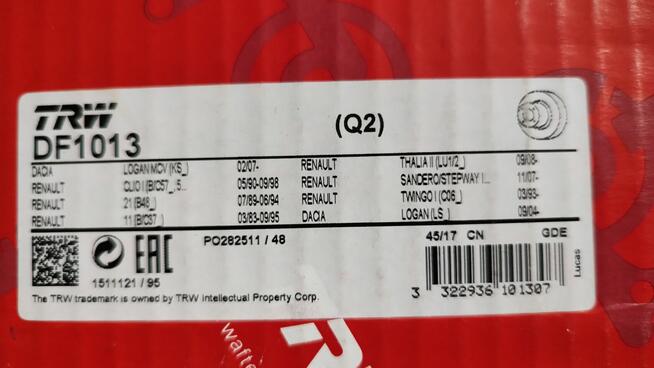 TRW
DF1013
(Q2)
DACIA LOGAN MCV (KS_) 02/07- RENAULT THALIA II (LU1/2_) 09/08-
RENAULT CLIO I (B/C57_, 5... 05/90-09/98 RENAULT SANDERO/STEPWAY I... 11/07-
RENAULT 21 (B48_) 07/89-06/94 RENAULT TWINGO I (C06_) 03/93-
RENAULT 11 (B/C37_) 03/83-09/95 DACIA LOGAN (LS_) 09/04-
EAC PO282511 / 48 45/17 CN GDE
1511121 / 95
Lucas
3 322936 101307
The TRW trademark is owned by TRW Intellectual Property Corp.